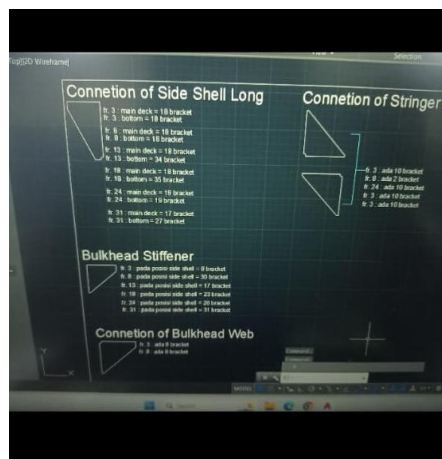 Top][2D Wireframe]
Selection
Connetion of Side Shell Long
fr. 3 : main deck = 18 bracket
fr. 3 : bottom = 19 bracket
fr. 8 : main deck = 18 bracket
fr. 8 : bottom = 18 bracket
fr. 13 : main deck = 18 bracket
fr. 13 : bottom = 34 bracket
fr. 18 : main deck = 18 bracket
fr. 18 : bottom = 35 bracket
fr. 24 : main deck = 18 bracket
fr. 24 : bottom = 19 bracket
fr. 31 : main deck = 17 bracket
fr. 31 : bottom = 27 bracket
Connetion of Stringer
fr. 3 : ada 10 bracket
fr. 8 : ada 2 bracket
fr. 24 : ada 10 bracket
fr. 3 : ada 10 bracket
fr. 3 : ada 10 bracket
Bulkhead Stiffener
fr. 3 : pada posisi side shell = 8 bracket
fr. 8 : pada posisi side shell = 30 bracket
fr. 13 : pada posisi side shell = 17 bracket
fr. 18 : pada posisi side shell = 23 bracket
fr. 24 : pada posisi side shell = 28 bracket
fr. 31 : pada posisi side shell = 31 bracket
Connetion of Bulkhead Web
fr. 3 : ada 8 bracket
fr. 8 : ada 8 bracket
Y
X
Command:
Command:
MODEL
Search